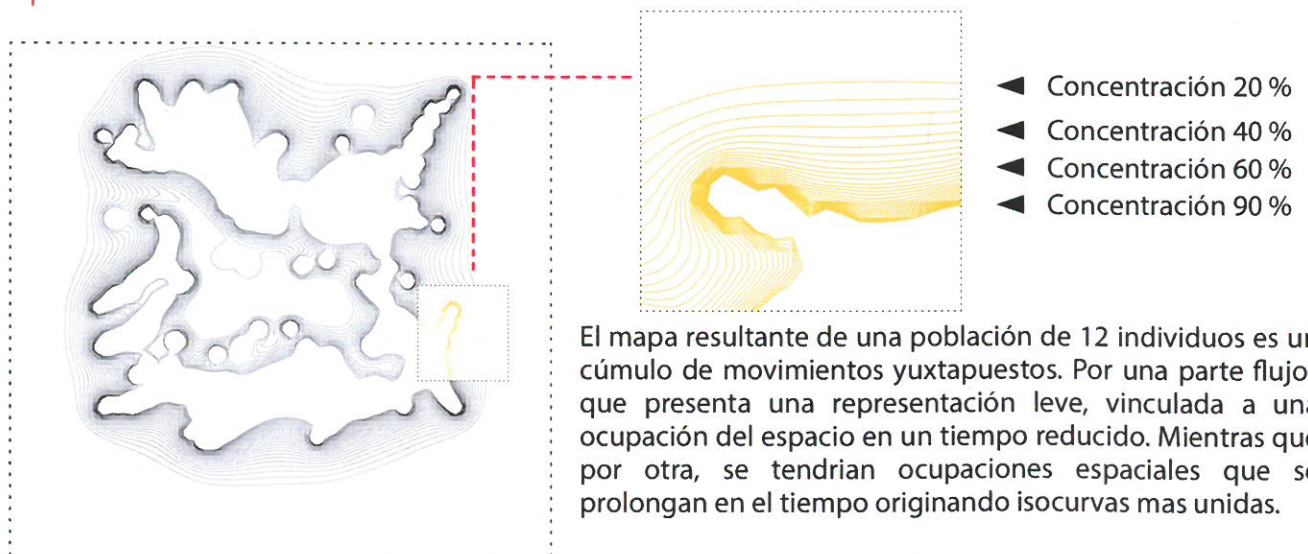 Concentración 20 %
Concentración 40 %
Concentración 60 %
Concentración 90 %
El mapa resultante de una población de 12 individuos es un
cúmulo de movimientos yuxtapuestos. Por una parte flujo
que presenta una representación leve, vinculada a una
ocupación del espacio en un tiempo reducido. Mientras que
por otra, se tendrian ocupaciones espaciales que se
prolongan en el tiempo originando isocurvas mas unidas.